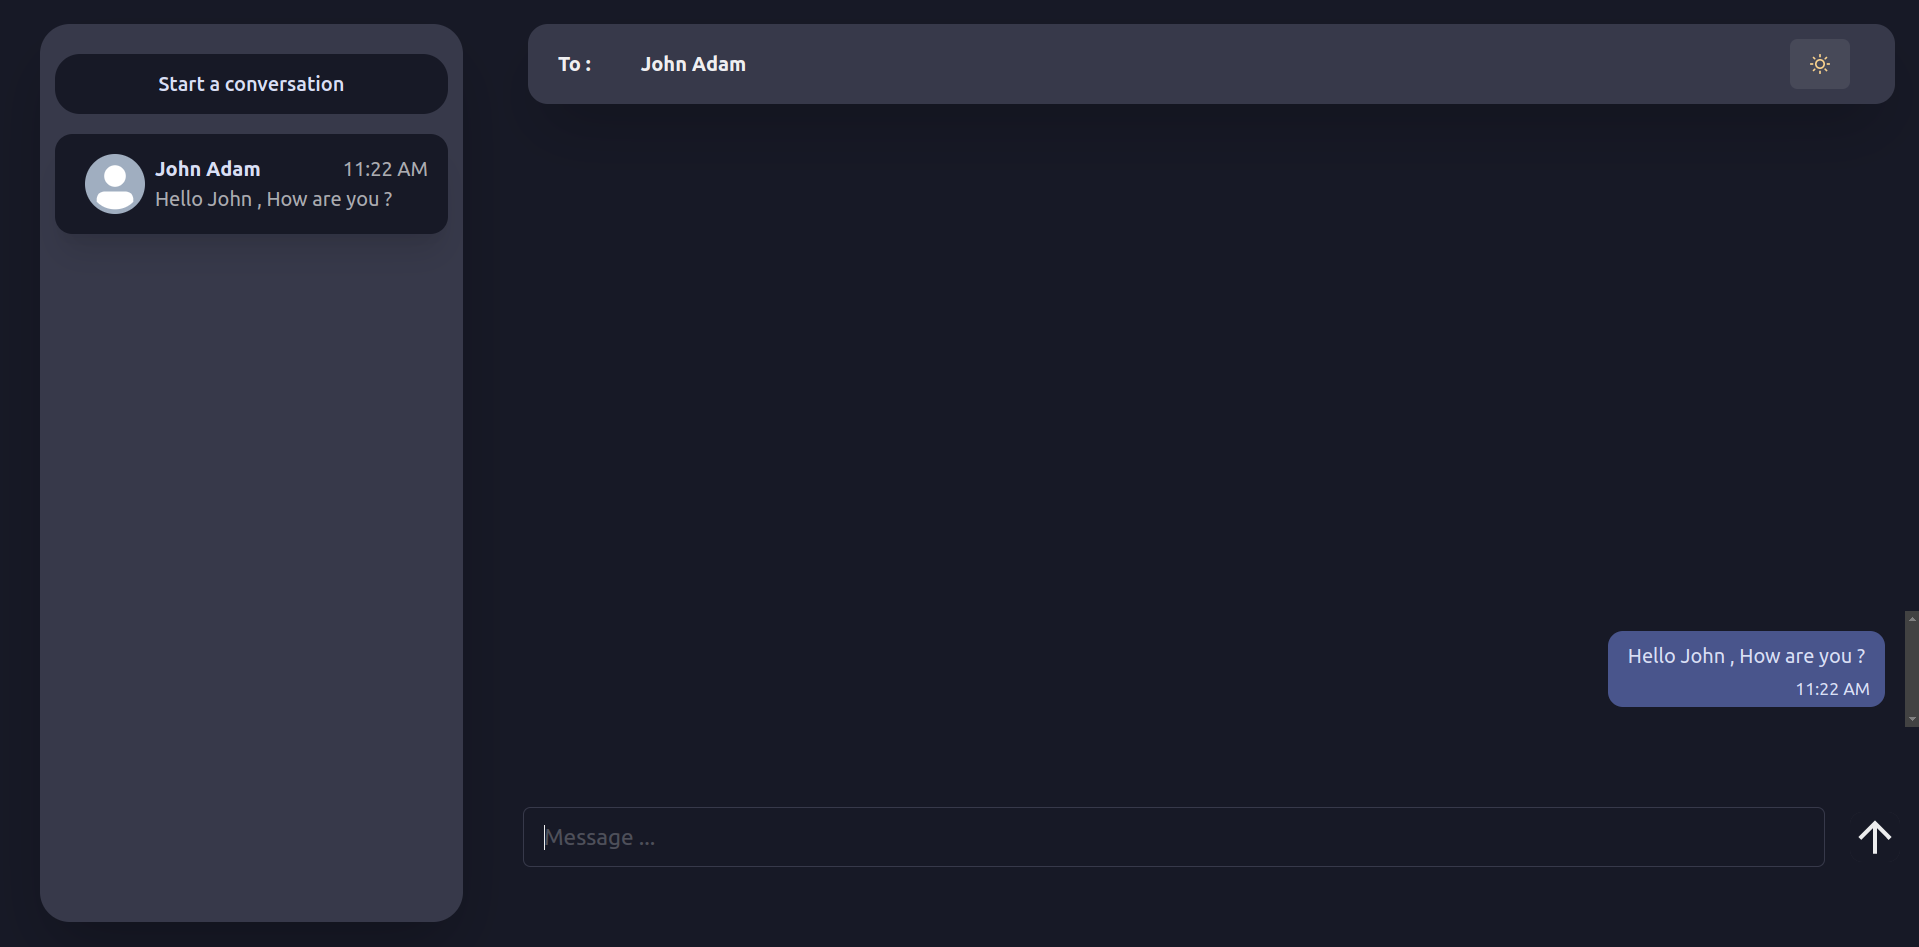 Start a conversation
John Adam 11:22 AM
Hello John , How are you ?
To : John Adam
Hello John , How are you ?
11:22 AM
Message ...